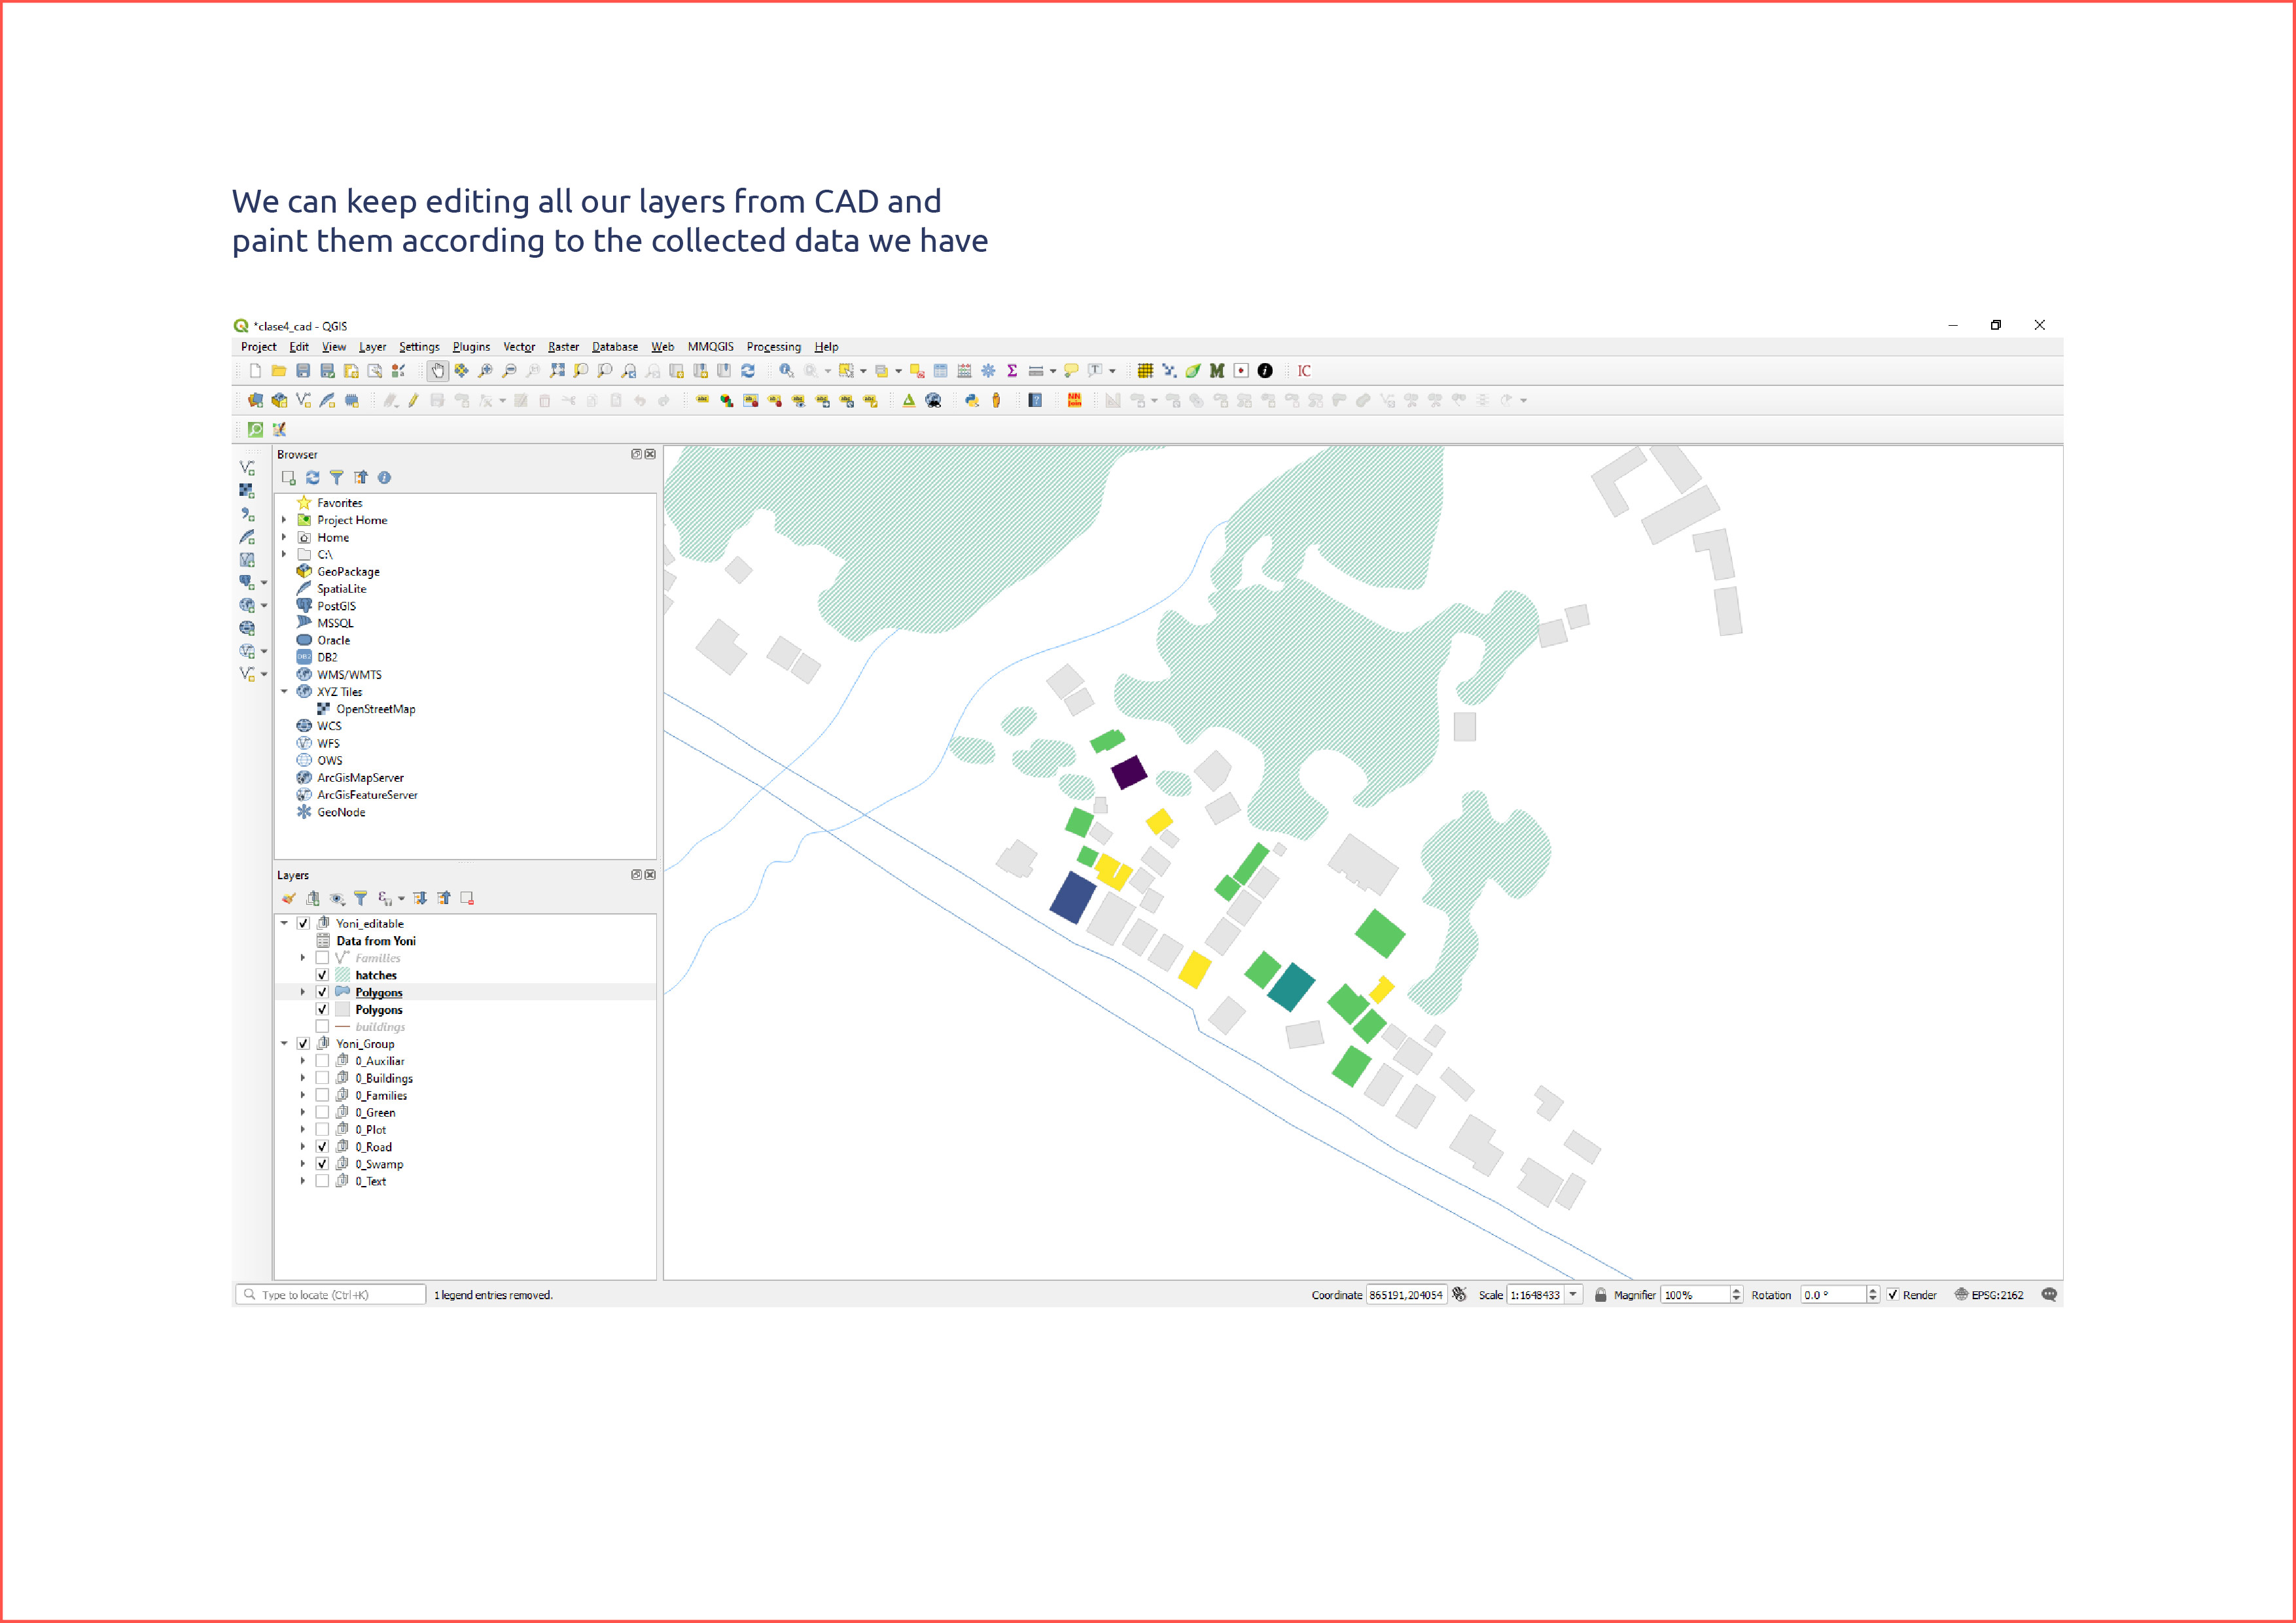 We can keep editing all our layers from CAD and
paint them according to the collected data we have
*clase4_cad - QGIS
Project Edit View Layer Settings Plugins Vector Raster Database Web MMQGIS Processing Help
IC
Browser
Favorites
Project Home
Home
C:\
GeoPackage
SpatiaLite
PostGIS
MSSQL
Oracle
DB2
WMS/WMTS
XYZ Tiles
OpenStreetMap
WCS
WFS
OWS
ArcGisMapServer
ArcGisFeatureServer
GeoNode
Layers
Yoni_editable
Data from Yoni
Families
hatches
Polygons
Polygons
buildings
Yoni_Group
0_Auxiliar
0_Buildings
0_Families
0_Green
0_Plot
0_Road
0_Swamp
0_Text
Type to locate (Ctrl+K) 1 legend entries removed. Coordinate 865191,204054 Scale 1:1648433 Magnifier 100% Rotation 0.0 ° Render EPSG:2162